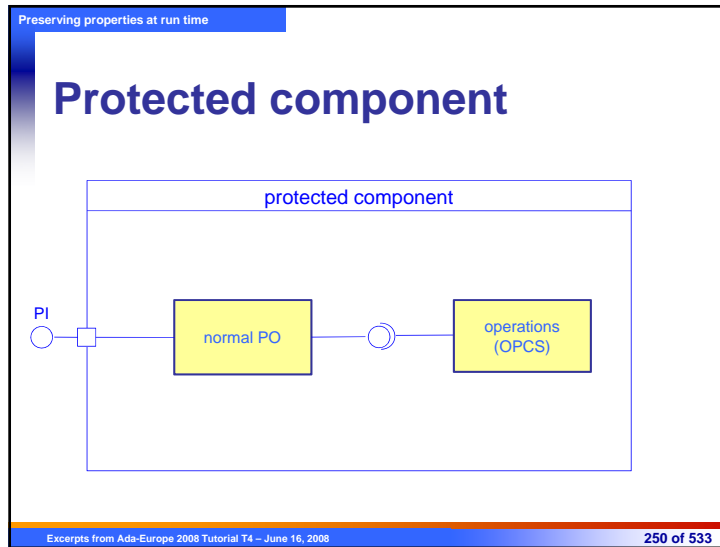 Preserving properties at run time
Protected component
protected component
PI
normal PO
operations
(OPCS)
Excerpts from Ada-Europe 2008 Tutorial T4 – June 16, 2008
250 of 533